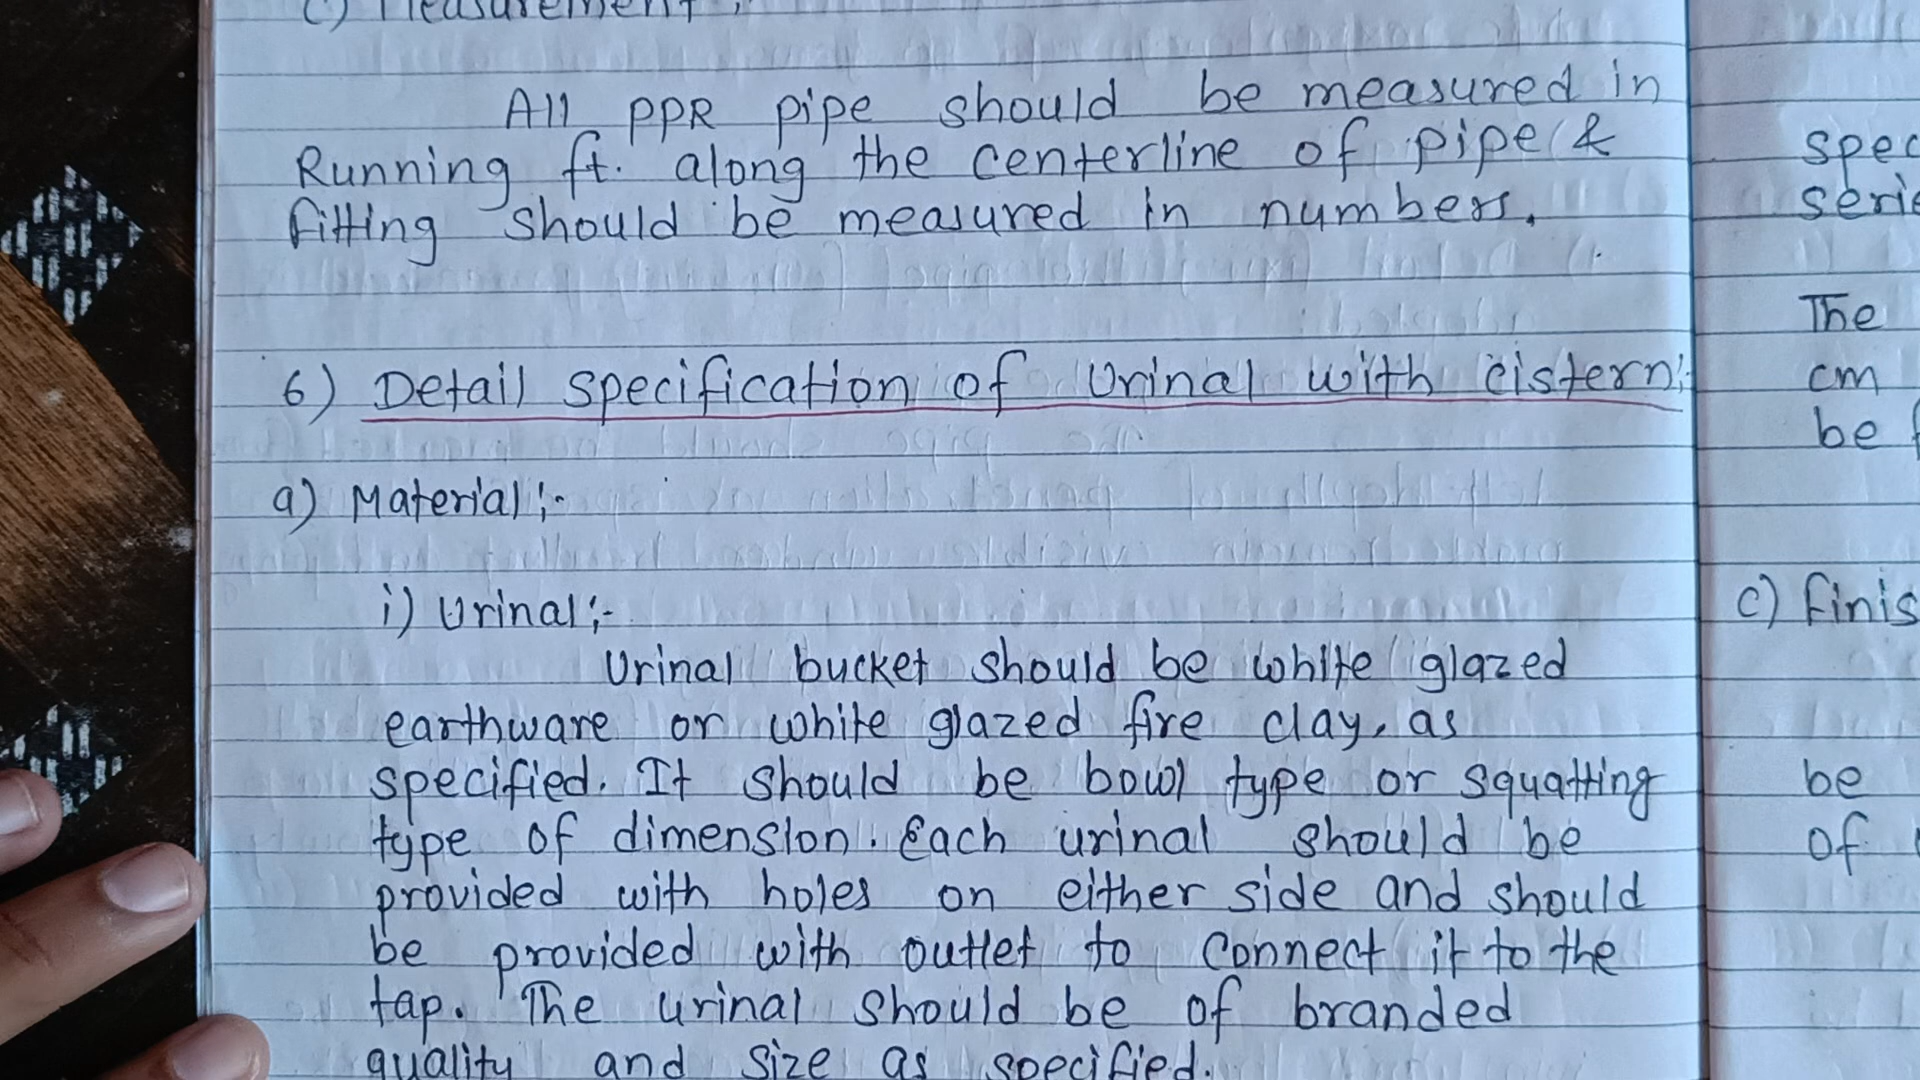 c) Measurement :
All PPR pipe should be measured in
Running ft. along the centerline of pipe &
fitting should be measured in numbers.
6) Detail specification of Urinal with cistern:
a) Material :-
i) Urinal :-
Urinal bucket should be white glazed
earthware or white glazed fire clay, as
specified. It should be bowl type or squatting
type of dimension. Each urinal should be
provided with holes on either side and should
be provided with outlet to connect it to the
tap. The urinal should be of branded
quality and size as specified.
The
cm
be
c) Finis
be
of